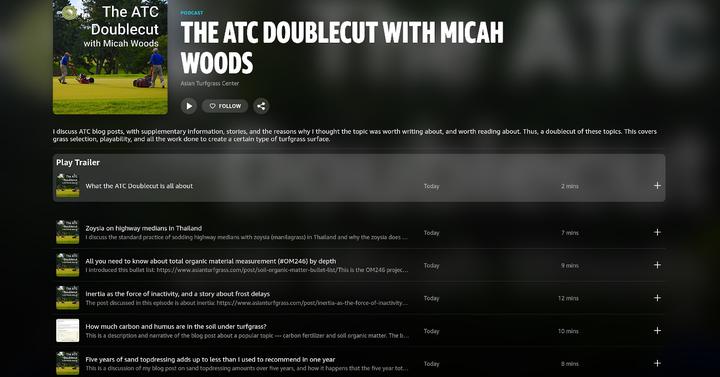 The ATC
Doublecut
with Micah Woods
PODCAST
THE ATC DOUBLECUT WITH MICAH
WOODS
Asian Turfgrass Center
FOLLOW
I discuss ATC blog posts, with supplementary information, stories, and the reasons why I thought the topic was worth writing about, and worth reading about. Thus, a doublecut of these topics. This covers
grass selection, playability, and all the work done to create a certain type of turfgrass surface.
Play Trailer
What the ATC Doublecut is all about Today 2 mins
Zoysia on highway medians in Thailand
I discuss the standard practice of sodding highway medians with zoysia (manilagrass) in Thailand and why the zoysia does ...
Today 7 mins
All you need to know about total organic material measurement (#OM246) by depth
I introduced this bullet list: https://www.asianturfgrass.com/post/soil-organic-matter-bullet-list/This is the OM246 projec...
Today 9 mins
Inertia as the force of inactivity, and a story about frost delays
The post discussed in this episode is about inertia: https://www.asianturfgrass.com/post/inertia-as-the-force-of-inactivity...
Today 12 mins
How much carbon and humus are in the soil under turfgrass?
This is a description and narrative of the blog post about a popular topic --- carbon fertilizer and soil organic matter. The b...
Today 10 mins
Five years of sand topdressing adds up to less than I used to recommend in one year
This is a discussion of my blog post on sand topdressing amounts over five years, and how it happens that the five year tot...
Today 8 mins